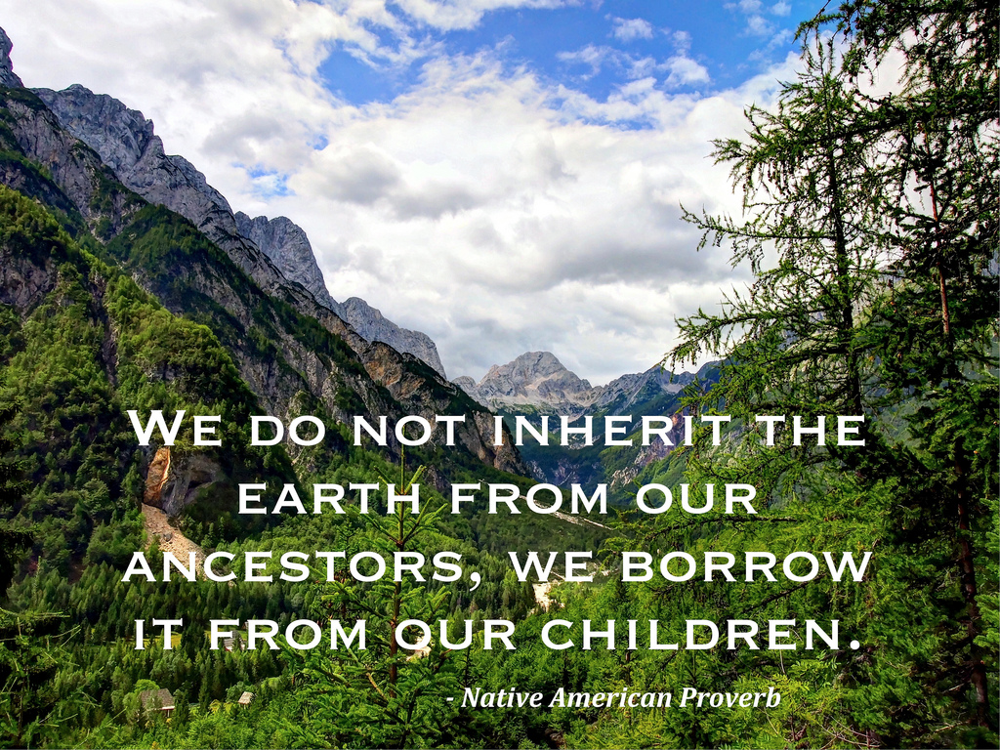 We do not inherit the
earth from our
ancestors, we borrow
it from our children.
- Native American Proverb